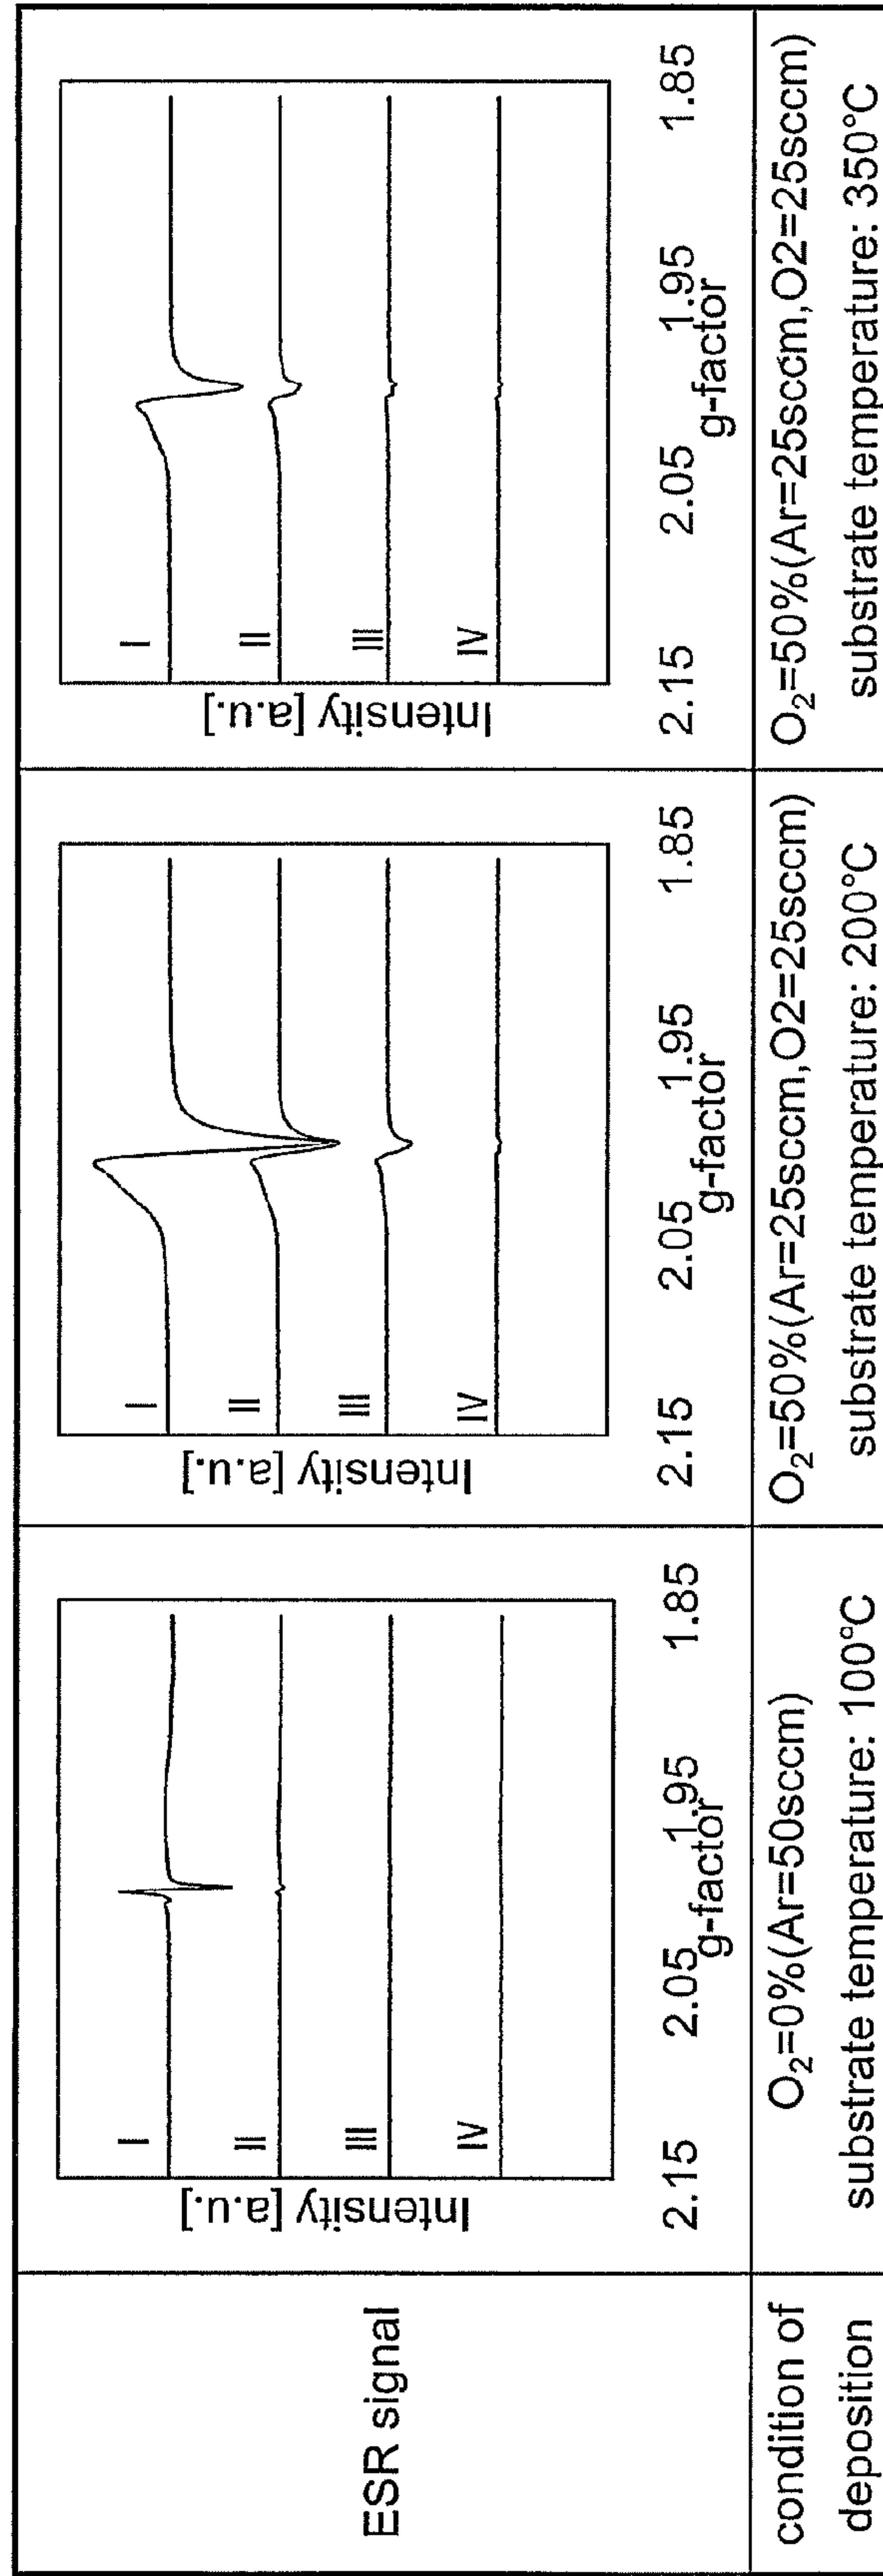 ESR signal
Intensity [a.u.]
I
II
III
IV
2.15 2.05 1.95 1.85
g-factor
Intensity [a.u.]
I
II
III
IV
2.15 2.05 1.95 1.85
g-factor
Intensity [a.u.]
I
II
III
IV
2.15 2.05 1.95 1.85
g-factor
condition of
deposition
O₂=0%(Ar=50sccm)
substrate temperature: 100°C
O₂=50%(Ar=25sccm,O2=25sccm)
substrate temperature: 200°C
O₂=50%(Ar=25sccm,O2=25sccm)
substrate temperature: 350°C